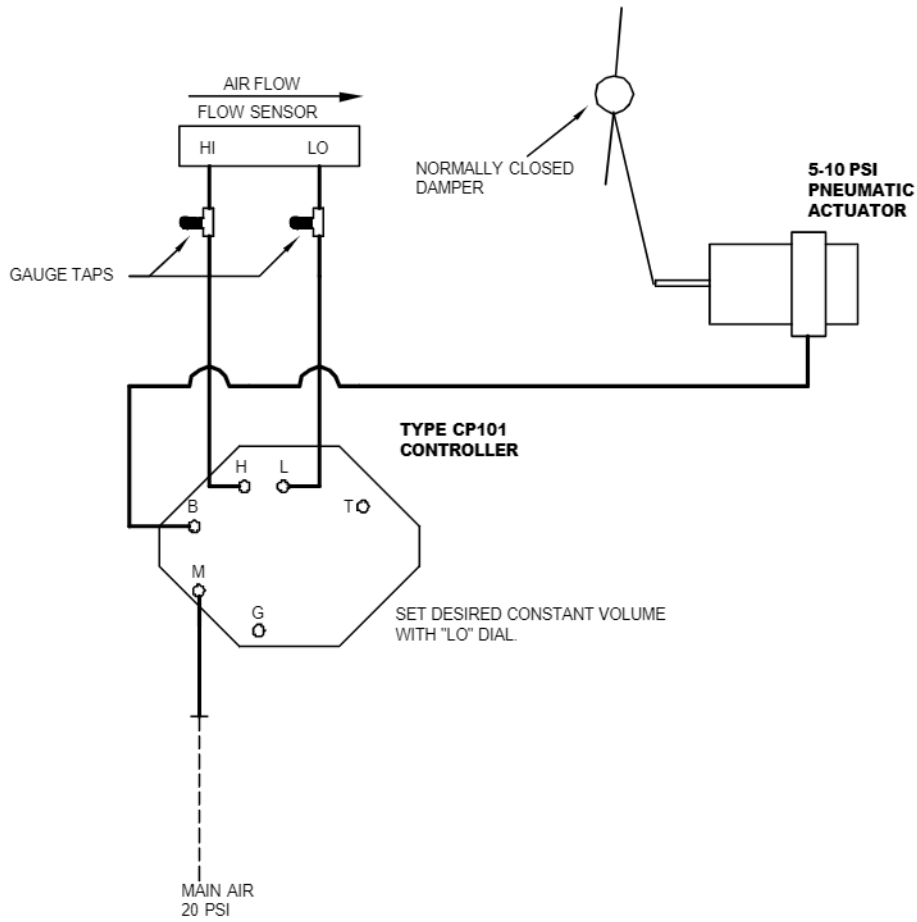 AIR FLOW
FLOW SENSOR
HI
LO
NORMALLY CLOSED
DAMPER
5-10 PSI
PNEUMATIC
ACTUATOR
GAUGE TAPS
TYPE CP101
CONTROLLER
H
L
T
B
M
G
SET DESIRED CONSTANT VOLUME
WITH "LO" DIAL.
MAIN AIR
20 PSI